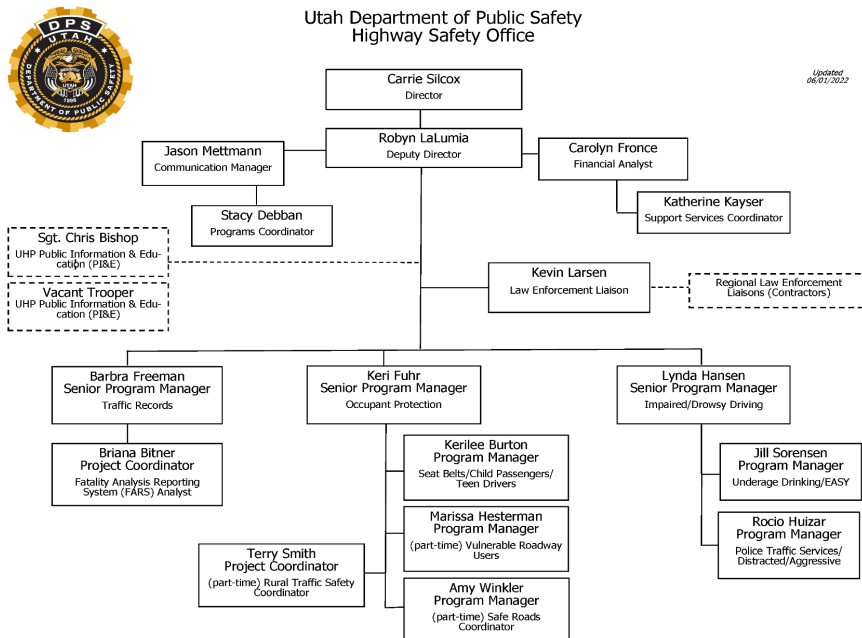 Utah Department of Public Safety
Highway Safety Office
DPS
UTAH
DEPARTMENT OF PUBLIC SAFETY
INDUSTRY
UTAH
1896
Updated
06/01/2022
Carrie Silcox
Director
Robyn LaLumia
Deputy Director
Jason Mettmann
Communication Manager
Carolyn Fronce
Financial Analyst
Stacy Debban
Programs Coordinator
Katherine Kayser
Support Services Coordinator
Sgt. Chris Bishop
UHP Public Information & Edu-
cation (PI&E)
Vacant Trooper
UHP Public Information & Edu-
cation (PI&E)
Kevin Larsen
Law Enforcement Liaison
Regional Law Enforcement
Liaisons (Contractors)
Barbra Freeman
Senior Program Manager
Traffic Records
Keri Fuhr
Senior Program Manager
Occupant Protection
Lynda Hansen
Senior Program Manager
Impaired/Drowsy Driving
Briana Bitner
Project Coordinator
Fatality Analysis Reporting
System (FARS) Analyst
Kerilee Burton
Program Manager
Seat Belts/Child Passengers/
Teen Drivers
Jill Sorensen
Program Manager
Underage Drinking/EASY
Marissa Hesterman
Program Manager
(part-time) Vulnerable Roadway
Users
Rocio Huizar
Program Manager
Police Traffic Services/
Distracted/Aggressive
Terry Smith
Project Coordinator
(part-time) Rural Traffic Safety
Coordinator
Amy Winkler
Program Manager
(part-time) Safe Roads
Coordinator